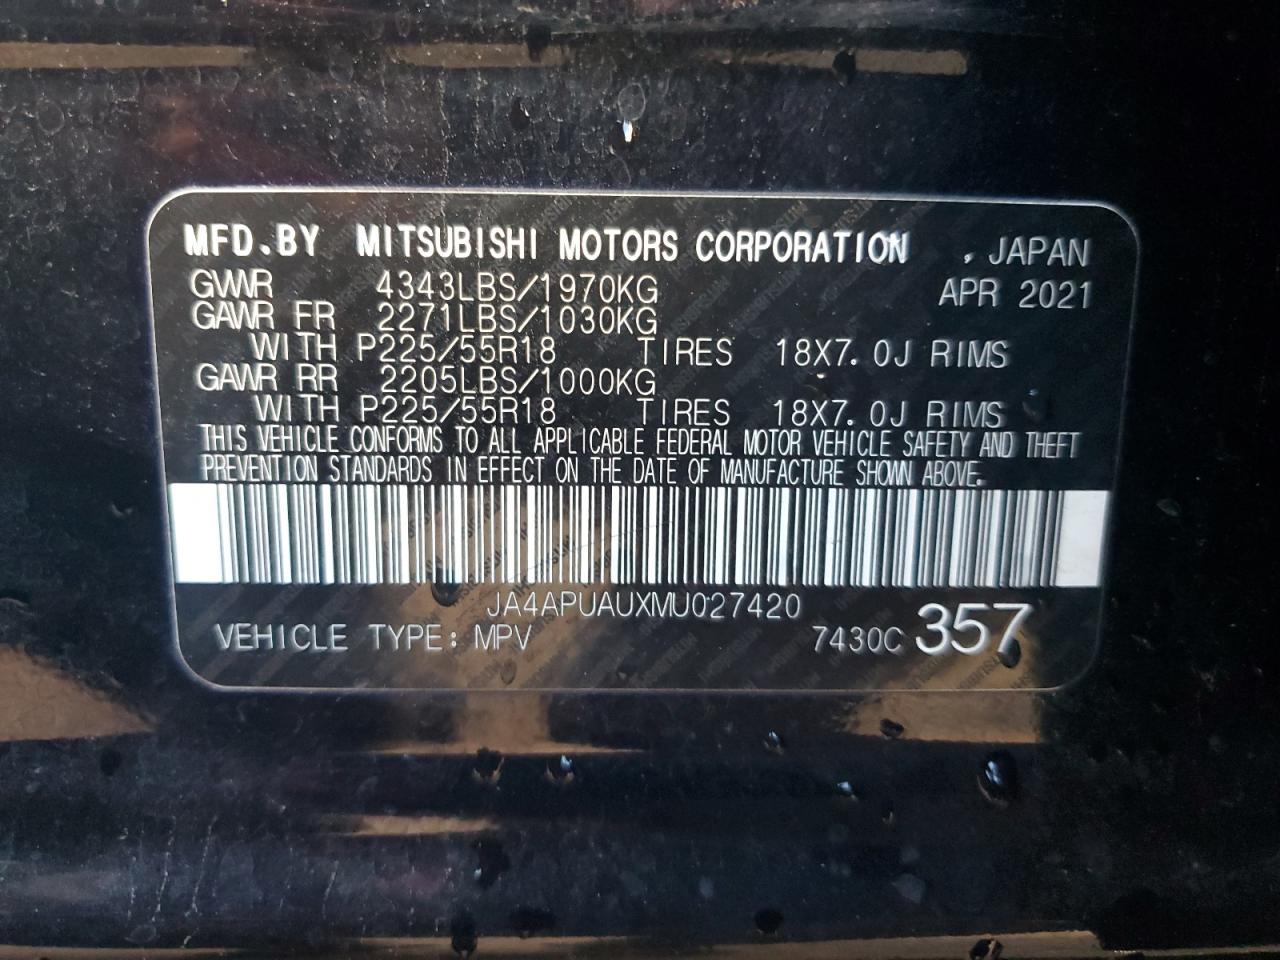 MFD.BY MITSUBISHI MOTORS CORPORATION , JAPAN
GVWR 4343LBS/1970KG APR 2021
GAWR FR 2271LBS/1030KG
WITH P225/55R18 TIRES 18X7.0J RIMS
GAWR RR 2205LBS/1000KG
WITH P225/55R18 TIRES 18X7.0J RIMS
THIS VEHICLE CONFORMS TO ALL APPLICABLE FEDERAL MOTOR VEHICLE SAFETY AND THEFT
PREVENTION STANDARDS IN EFFECT ON THE DATE OF MANUFACTURE SHOWN ABOVE.
JA4APUAUXMU027420
VEHICLE TYPE: MPV 7430C 357